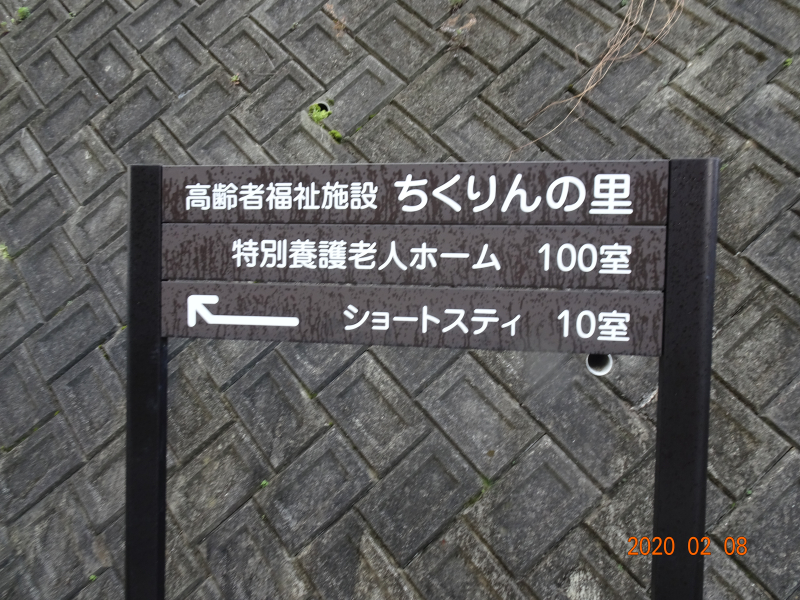 高齢者福祉施設 ちくりんの里
特別養護老人ホーム 100室
ショートスティ 10室
2020 02 08